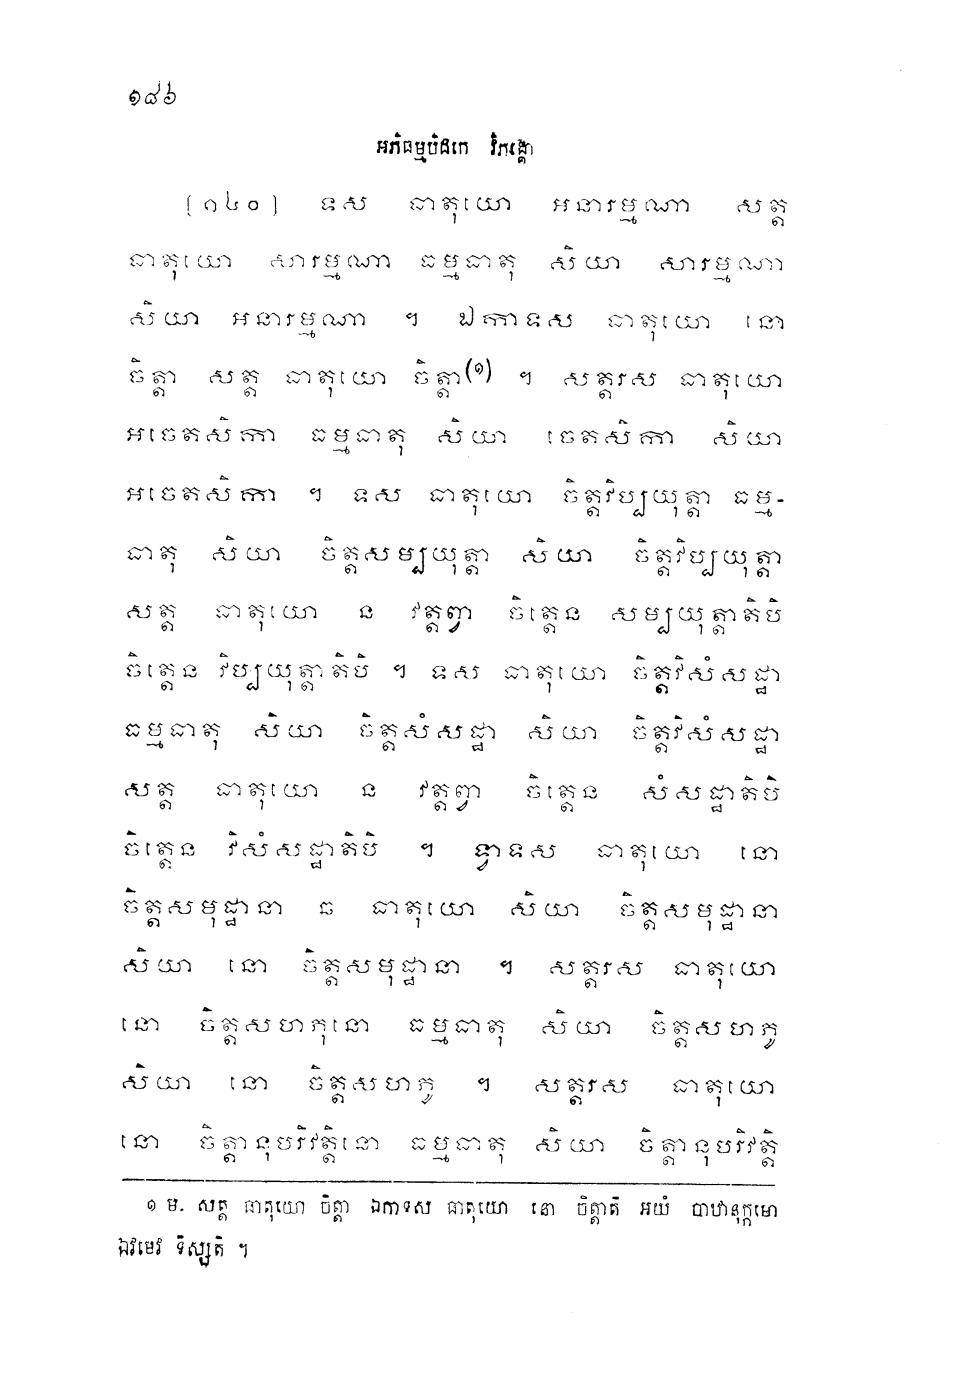 ១៨៦
អភិធម្មបិដកេ វិភង្គោ
[១៤០] ទស ធាតុយោ អនារម្មណា សត្ត
ធាតុយោ សារម្មណា ធម្មធាតុ សិយា សារម្មណា
សិយា អនារម្មណា ។ ឯកាទស ធាតុយោ នោ
ចិត្តា សត្ត ធាតុយោ ចិត្តា(១) ។ សត្តរស ធាតុយោ
អចេតសិកា ធម្មធាតុ សិយា ចេតសិកា សិយា
អចេតសិកា ។ ទស ធាតុយោ ចិត្តវិប្បយុត្តា ធម្ម-
ធាតុ សិយា ចិត្តសម្បយុត្តា សិយា ចិត្តវិប្បយុត្តា
សត្ត ធាតុយោ ន វត្តព្វា ចិត្តេន សម្បយុត្តាតិបិ
ចិត្តេន វិប្បយុត្តាតិបិ ។ ទស ធាតុយោ ចិត្តវិសំសដ្ឋា
ធម្មធាតុ សិយា ចិត្តសំសដ្ឋា សិយា ចិត្តវិសំសដ្ឋា
សត្ត ធាតុយោ ន វត្តព្វា ចិត្តេន សំសដ្ឋាតិបិ
ចិត្តេន វិសំសដ្ឋាតិបិ ។ ទ្វាទស ធាតុយោ នោ
ចិត្តសមុដ្ឋានា ឆ ធាតុយោ សិយា ចិត្តសមុដ្ឋានា
សិយា នោ ចិត្តសមុដ្ឋានា ។ សត្តរស ធាតុយោ
នោ ចិត្តសហភុនោ ធម្មធាតុ សិយា ចិត្តសហភូ
សិយា នោ ចិត្តសហភូ ។ សត្តរស ធាតុយោ
នោ ចិត្តានុបរិវត្តិនោ ធម្មធាតុ សិយា ចិត្តានុបរិវត្តិ
១ ម. សត្ត ធាតុយោ ចិត្តា ឯកាទស ធាតុយោ នោ ចិត្តាតិ អយំ បាឋានុក្កមោ
ឯវមេវ ទិស្សតិ ។